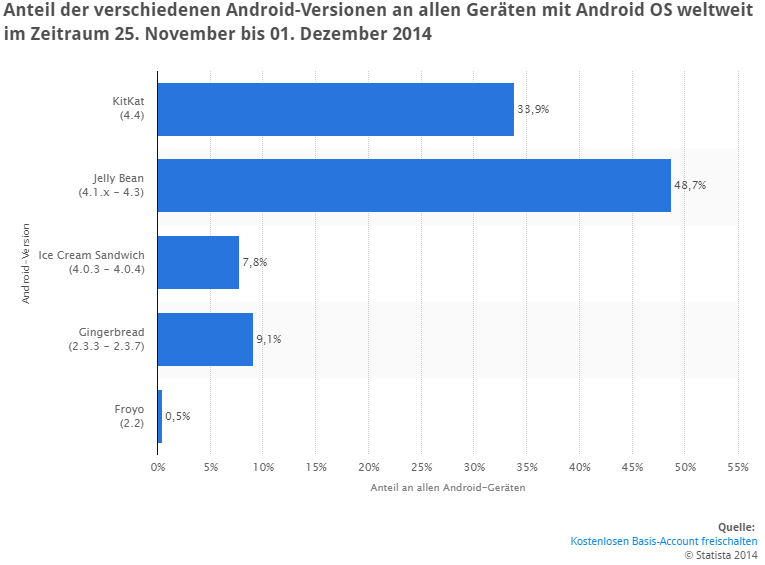 Anteil der verschiedenen Android-Versionen an allen Geräten mit Android OS weltweit
im Zeitraum 25. November bis 01. Dezember 2014
KitKat
(4.4)
33,9%
Jelly Bean
(4.1.x – 4.3)
48,7%
Ice Cream Sandwich
(4.0.3 – 4.0.4)
7,8%
Gingerbread
(2.3.3 – 2.3.7)
9,1%
Froyo
(2.2)
0,5%
Android-Version
0% 5% 10% 15% 20% 25% 30% 35% 40% 45% 50% 55%
Anteil an allen Android-Geräten
Quelle:
Kostenlosen Basis-Account freischalten
© Statista 2014